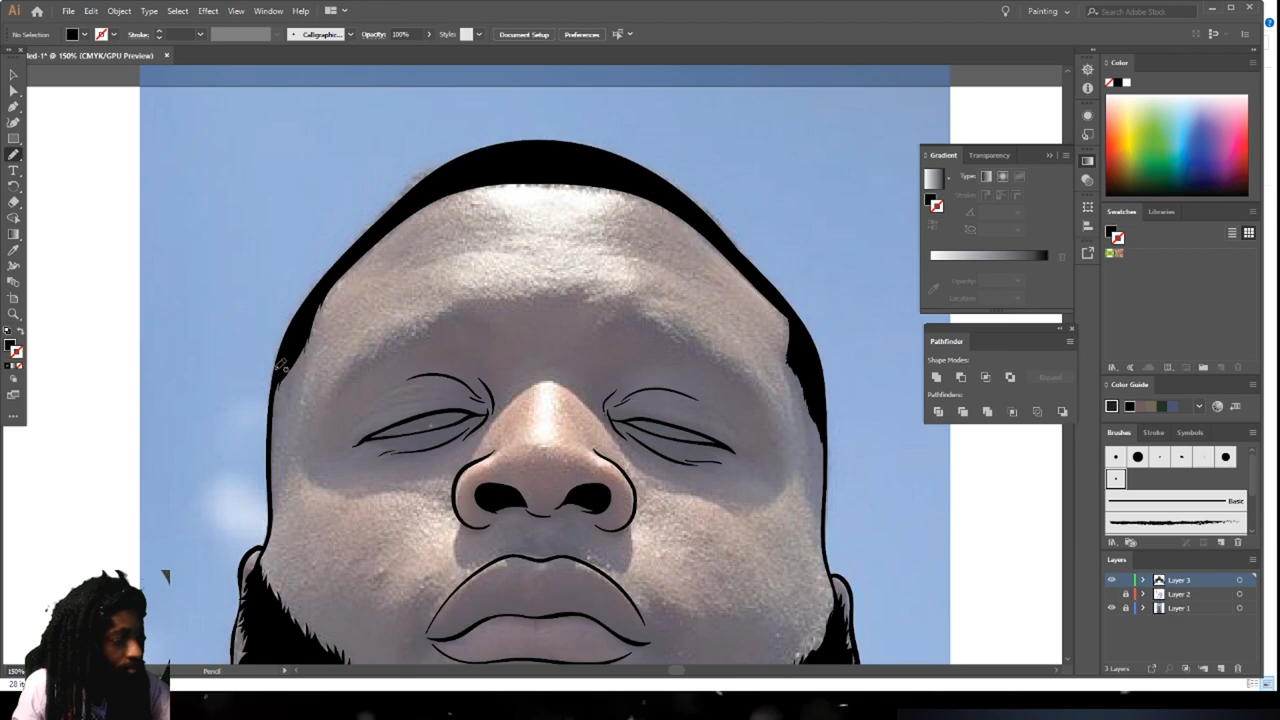 Ai File Edit Object Type Select Effect View Window Help Painting Search Adobe Stock
No Selection Stroke: Calligraphic... Opacity: 100% Styles Document Setup Preferences
led-1* @ 150% (CMYK/GPU Preview)
Color
Gradient Transparency
Type:
Stroke:
Swatches Libraries
Opacity:
Location:
Pathfinder
Shape Modes:
Expand
Pathfinders:
Color Guide
Brushes Stroke Symbols
Basic
Layers
Layer 3
Layer 2
Layer 1
3 Layers
150%
Pencil
28 it